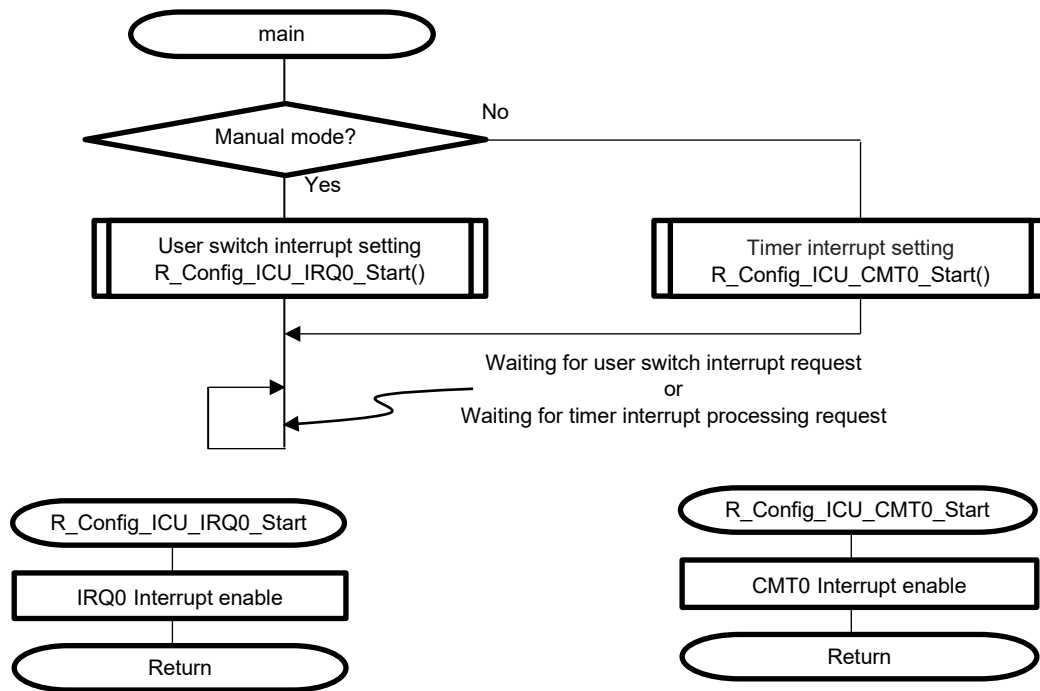 main
Manual mode?
No
Yes
User switch interrupt setting
R_Config_ICU_IRQ0_Start()
Timer interrupt setting
R_Config_ICU_CMT0_Start()
Waiting for user switch interrupt request
or
Waiting for timer interrupt processing request
R_Config_ICU_IRQ0_Start
IRQ0 Interrupt enable
Return
R_Config_ICU_CMT0_Start
CMT0 Interrupt enable
Return